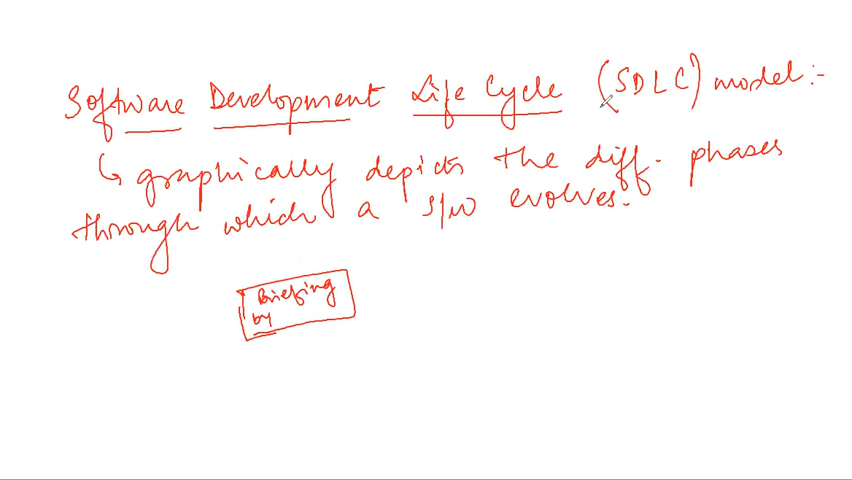 Software Development Life Cycle (SDLC) model:-
↳ graphically depicts the diff. phases
through which a s/w evolves.
Briefing
by